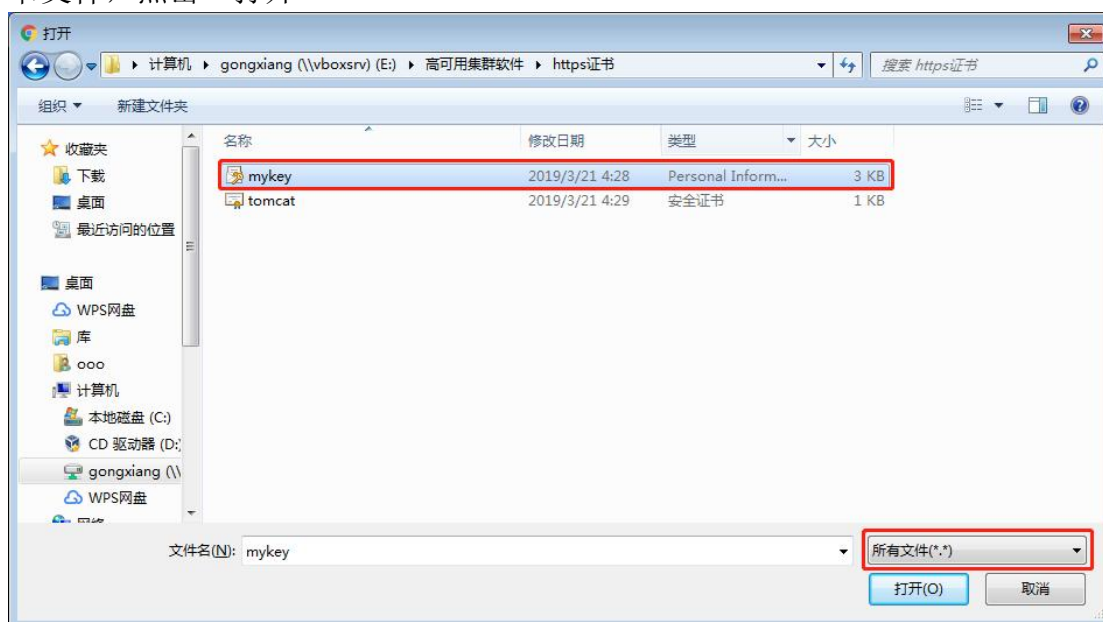 打开
计算机 ▸ gongxiang (\\vboxsrv) (E:) ▸ 高可用集群软件 ▸ https证书
搜索 https证书
组织 新建文件夹
名称 修改日期 类型 大小
收藏夹
下载
桌面
最近访问的位置
桌面
WPS网盘
库
ooo
计算机
本地磁盘 (C:)
CD 驱动器 (D:)
gongxiang (\\
WPS网盘
mykey 2019/3/21 4:28 Personal Inform... 3 KB
tomcat 2019/3/21 4:29 安全证书 1 KB
文件名(N): mykey
所有文件(*.*)
打开(O) 取消